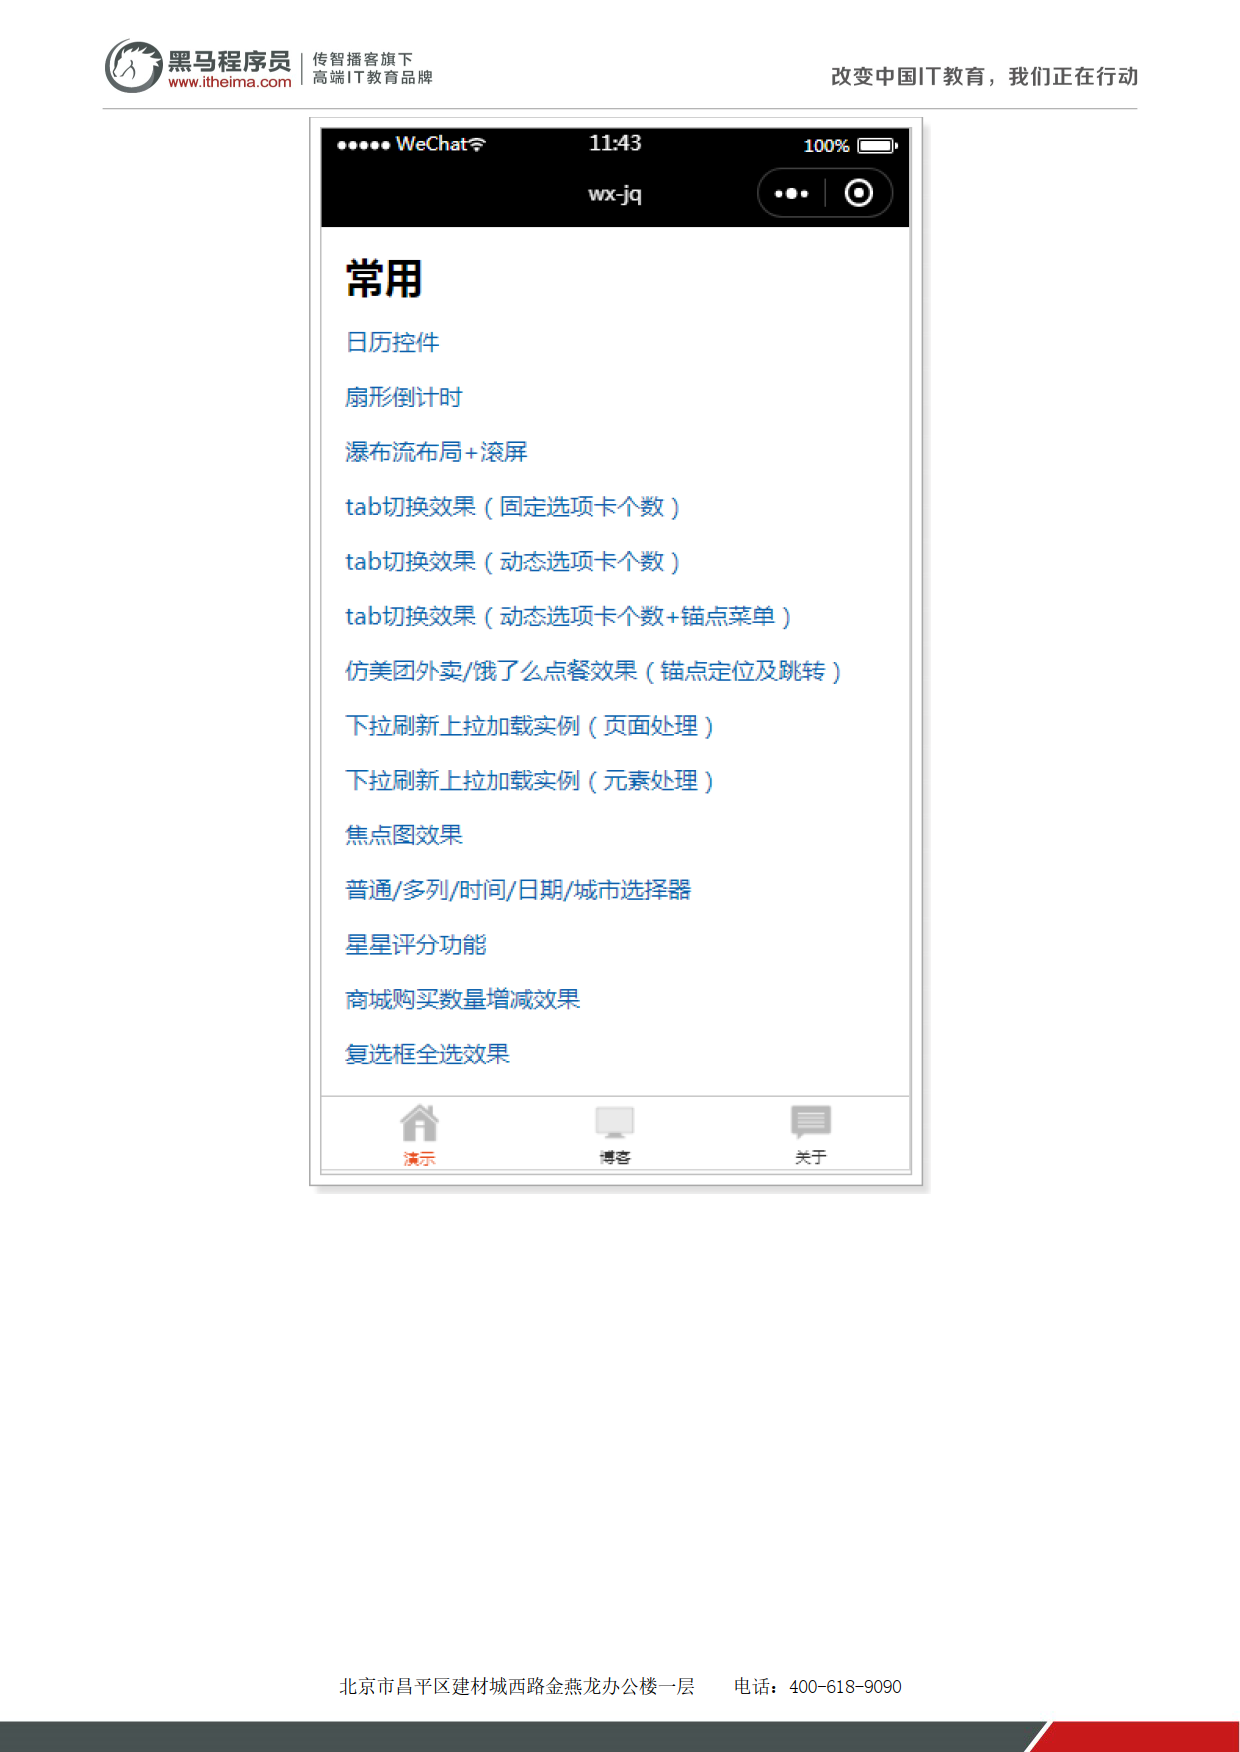 黑马程序员
www.itheima.com
传智播客旗下
高端IT教育品牌
改变中国IT教育，我们正在行动
WeChat
11:43
100%
wx-jq
常用
日历控件
扇形倒计时
瀑布流布局+滚屏
tab切换效果（固定选项卡个数）
tab切换效果（动态选项卡个数）
tab切换效果（动态选项卡个数+锚点菜单）
仿美团外卖/饿了么点餐效果（锚点定位及跳转）
下拉刷新上拉加载实例（页面处理）
下拉刷新上拉加载实例（元素处理）
焦点图效果
普通/多列/时间/日期/城市选择器
星星评分功能
商城购买数量增减效果
复选框全选效果
演示
博客
关于
北京市昌平区建材城西路金燕龙办公楼一层 电话：400-618-9090